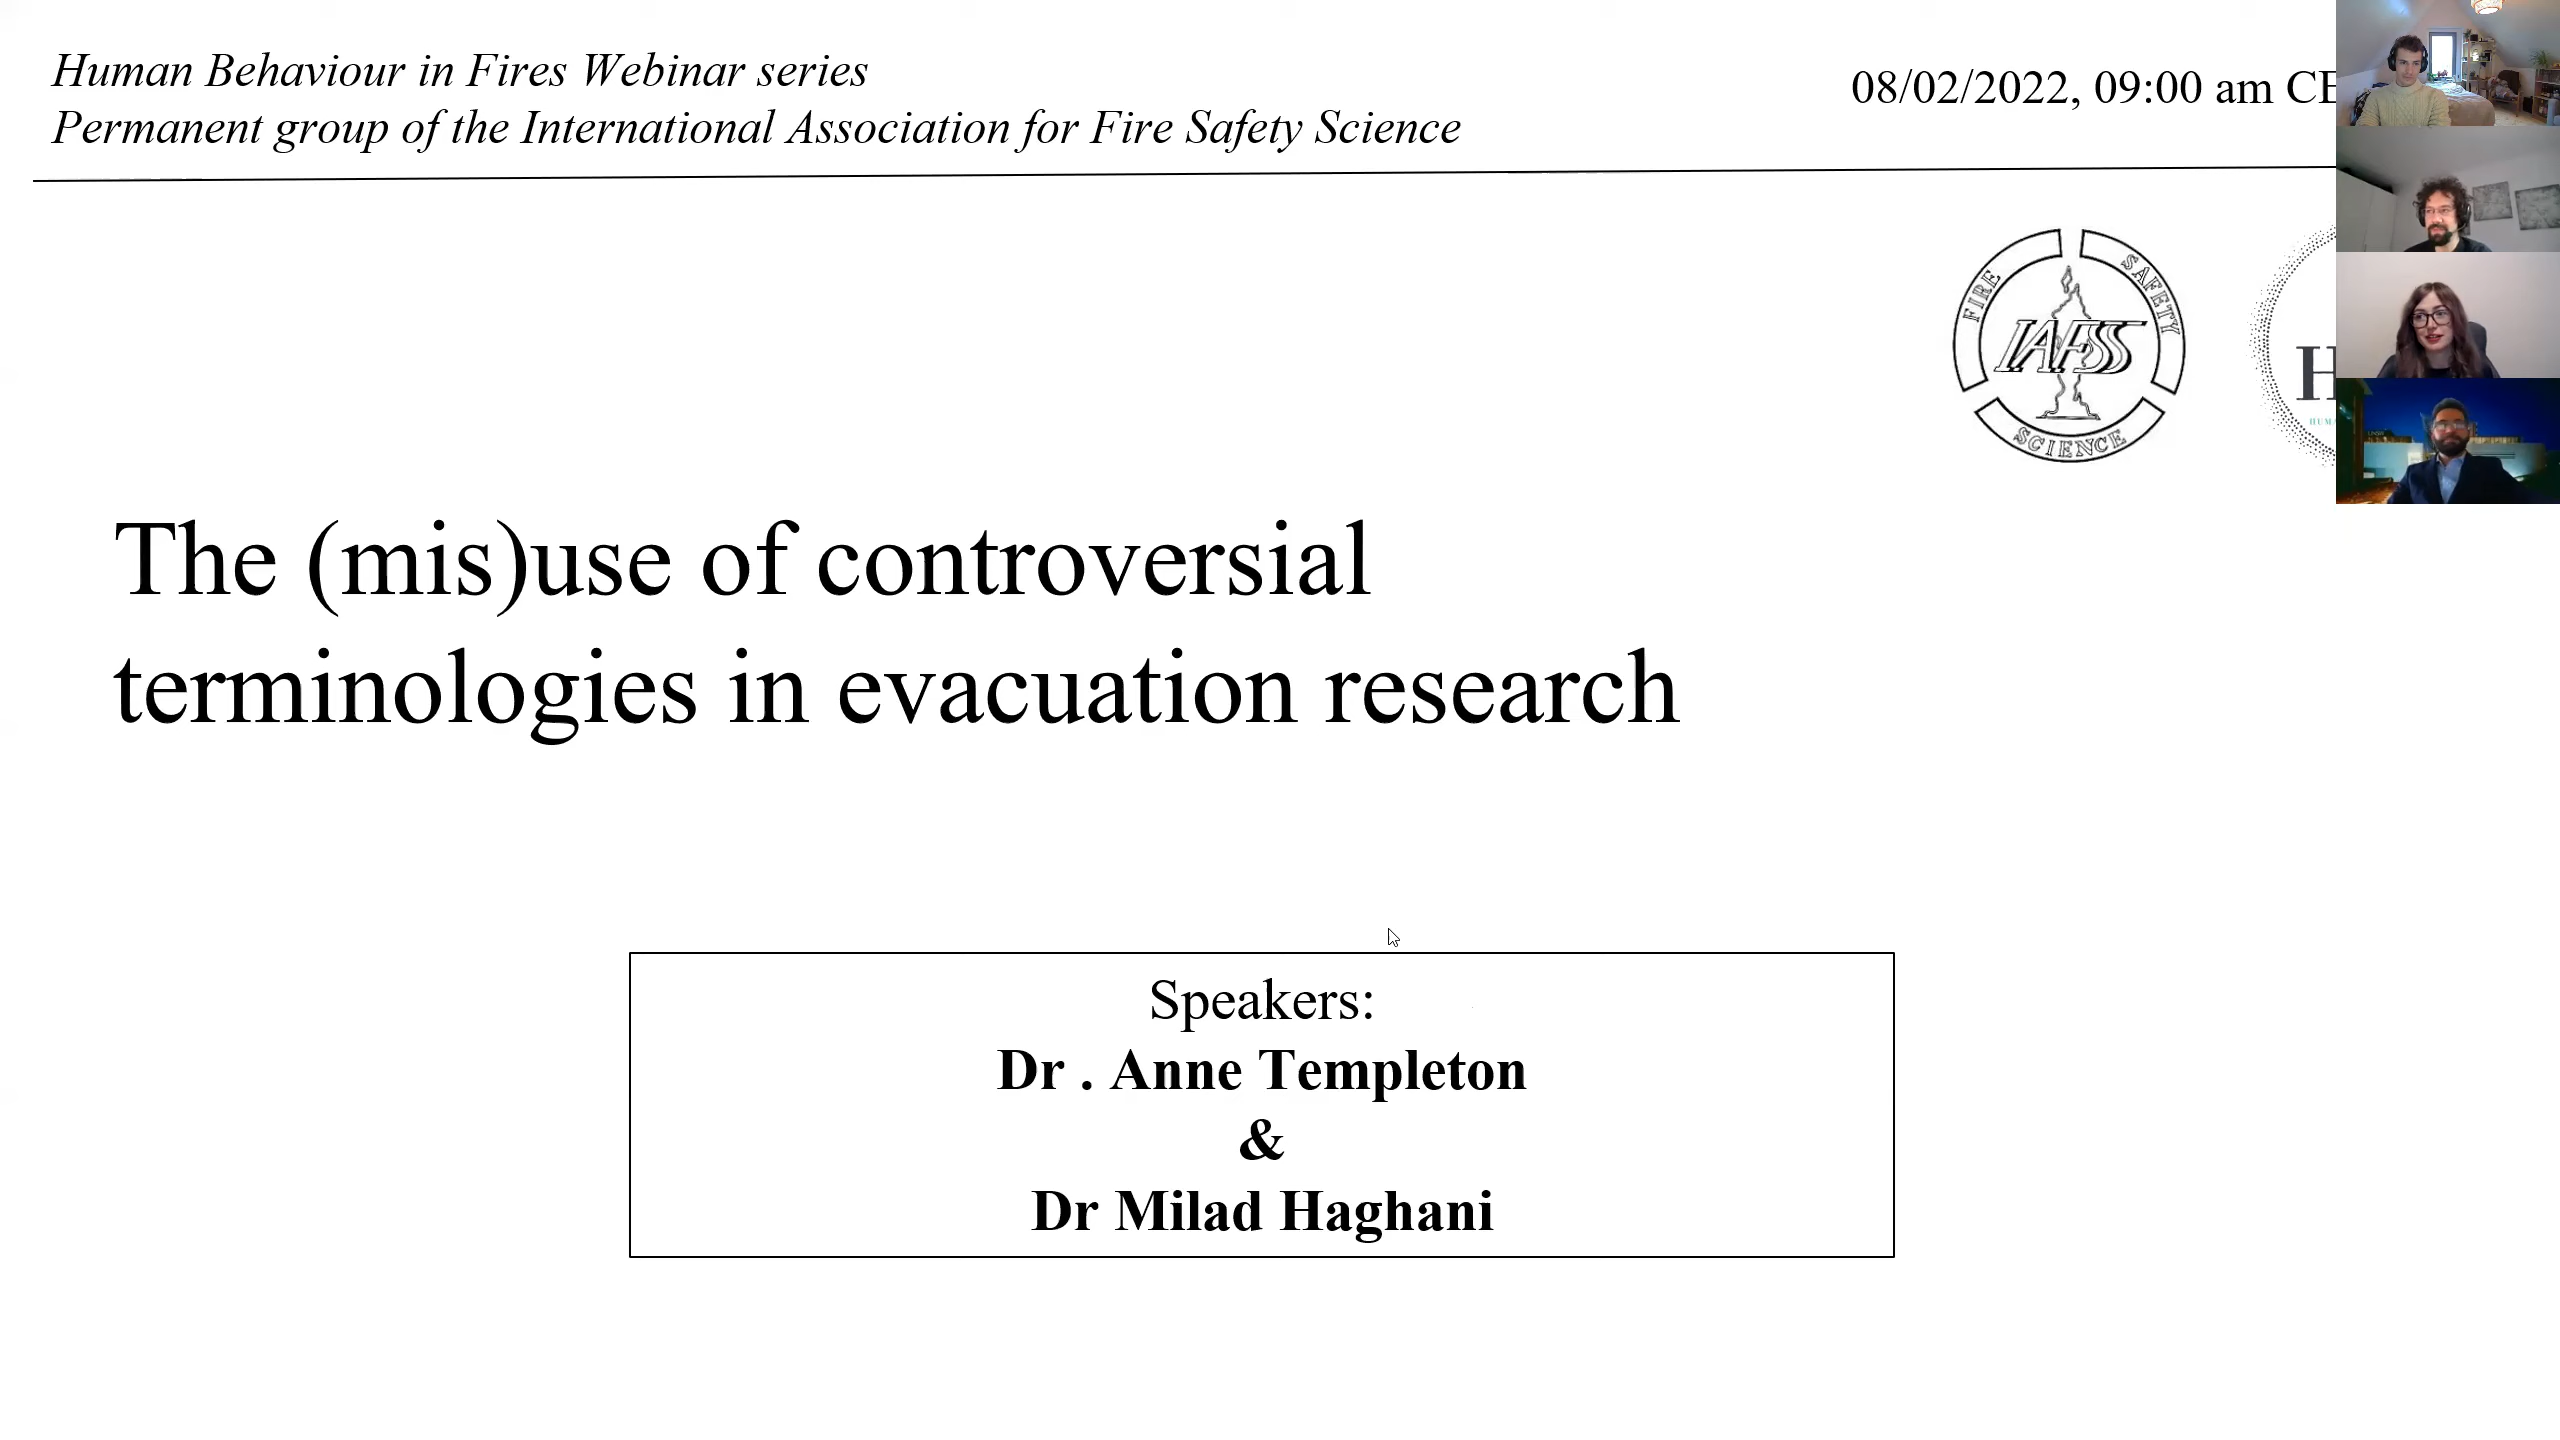 Human Behaviour in Fires Webinar series
Permanent group of the International Association for Fire Safety Science
08/02/2022, 09:00 am
FIRE SAFETY SCIENCE
IAFSS
The (mis)use of controversial
terminologies in evacuation research
Speakers:
Dr . Anne Templeton
&
Dr Milad Haghani